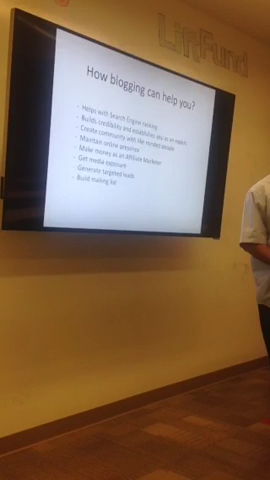 LiftFund
How blogging can help you?
- Helps with Search Engine ranking
- Builds credibility and establishes you as an expert
- Create community with like minded people
- Maintain online presence
- Make money as an Affiliate Marketer
- Get media exposure
- Generate targeted leads
- Build mailing list